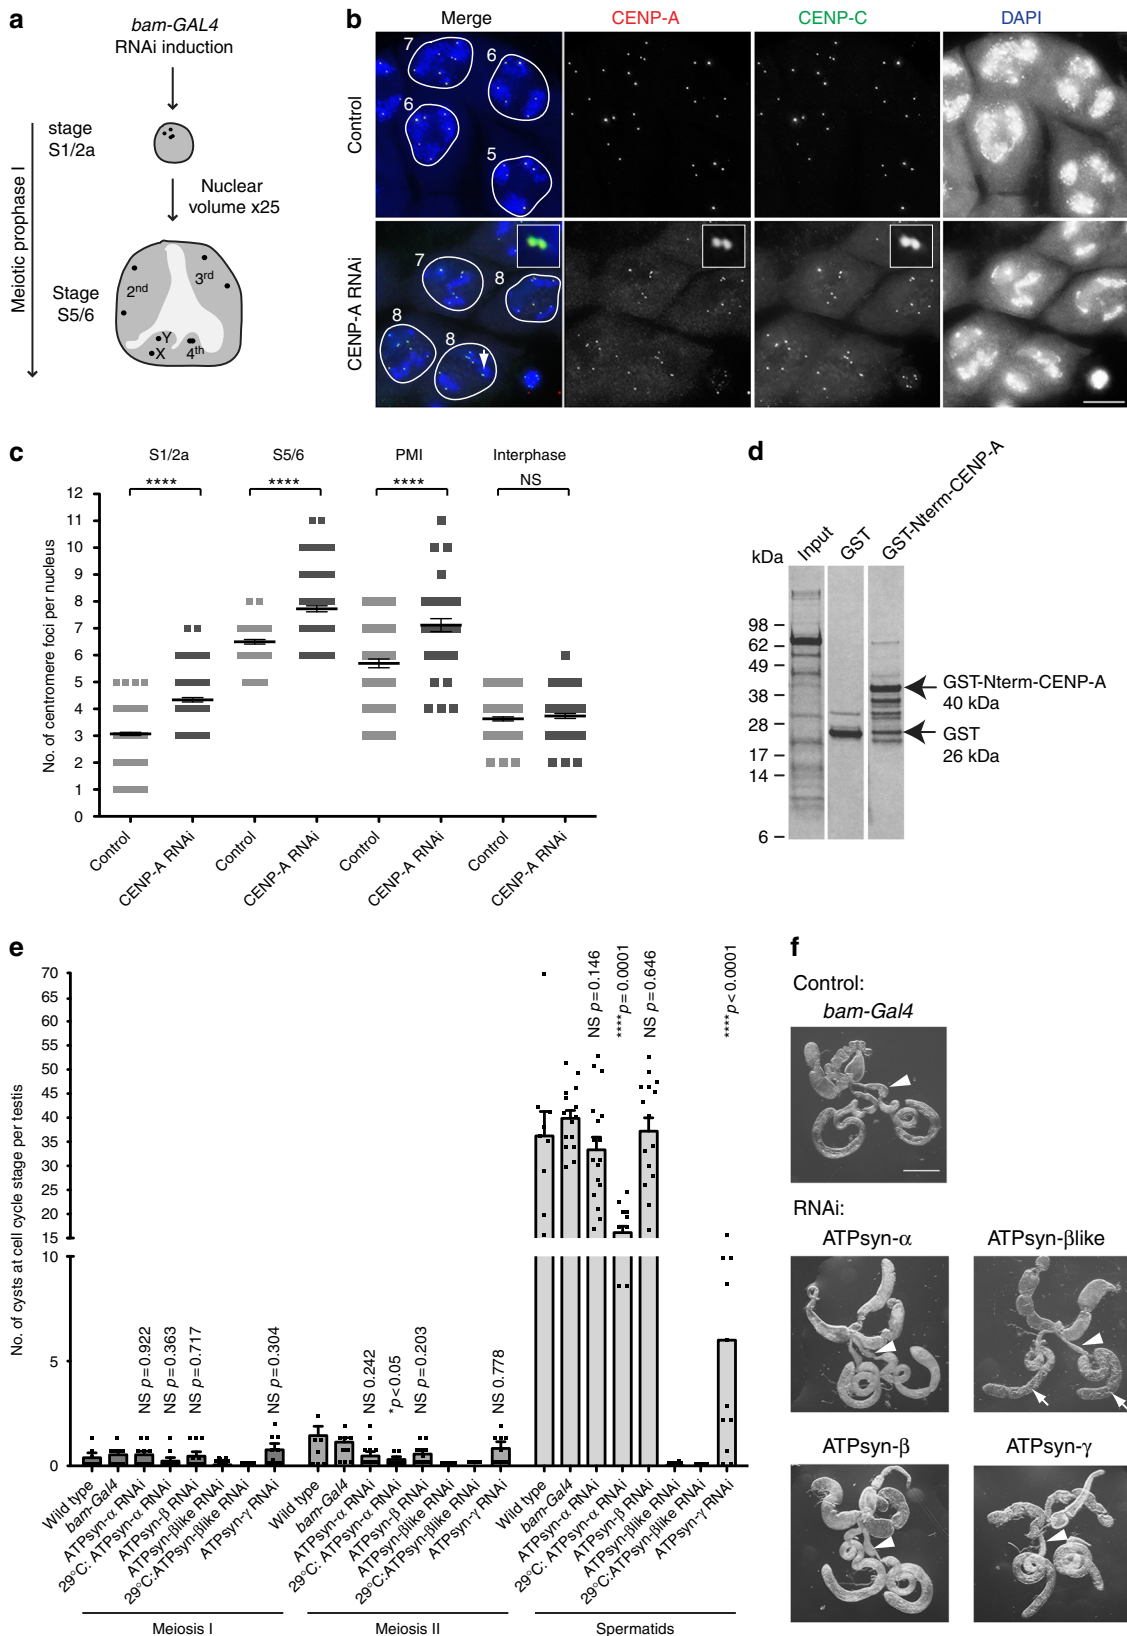 a
bam-GAL4
RNAi induction
stage
S1/2a
Nuclear
volume x25
Meiotic prophase I
Stage
S5/6
2nd
3rd
Y
X
4th
b
Merge
CENP-A
CENP-C
DAPI
Control
7
6
6
5
CENP-A RNAi
7
8
8
8
c
S1/2a
S5/6
PMI
Interphase
****
****
****
NS
No. of centromere foci per nucleus
12
11
10
9
8
7
6
5
4
3
2
1
0
Control
CENP-A RNAi
Control
CENP-A RNAi
Control
CENP-A RNAi
Control
CENP-A RNAi
d
kDa
Input
GST
GST-Nterm-CENP-A
98
62
49
38
28
17
14
6
GST-Nterm-CENP-A
40 kDa
GST
26 kDa
e
No. of cysts at cell cycle stage per testis
70
65
60
55
50
45
40
35
30
25
20
15
10
5
0
NS p=0.922
NS p=0.363
NS p=0.717
NS p=0.304
NS 0.242
*p<0.05
NS p=0.203
NS 0.778
NS p=0.146
****p=0.0001
NS p=0.646
****p<0.0001
Wild type
bam-Gal4
ATPsyn-α RNAi
29°C: ATPsyn-α RNAi
ATPsyn-β RNAi
ATPsyn-βlike RNAi
29°C:ATPsyn-βlike RNAi
ATPsyn-γ RNAi
Wild type
bam-Gal4
ATPsyn-α RNAi
29°C: ATPsyn-α RNAi
ATPsyn-β RNAi
ATPsyn-βlike RNAi
29°C:ATPsyn-βlike RNAi
ATPsyn-γ RNAi
Wild type
bam-Gal4
ATPsyn-α RNAi
29°C: ATPsyn-α RNAi
ATPsyn-β RNAi
ATPsyn-βlike RNAi
29°C:ATPsyn-βlike RNAi
ATPsyn-γ RNAi
Meiosis I
Meiosis II
Spermatids
f
Control:
bam-Gal4
RNAi:
ATPsyn-α
ATPsyn-βlike
ATPsyn-β
ATPsyn-γ